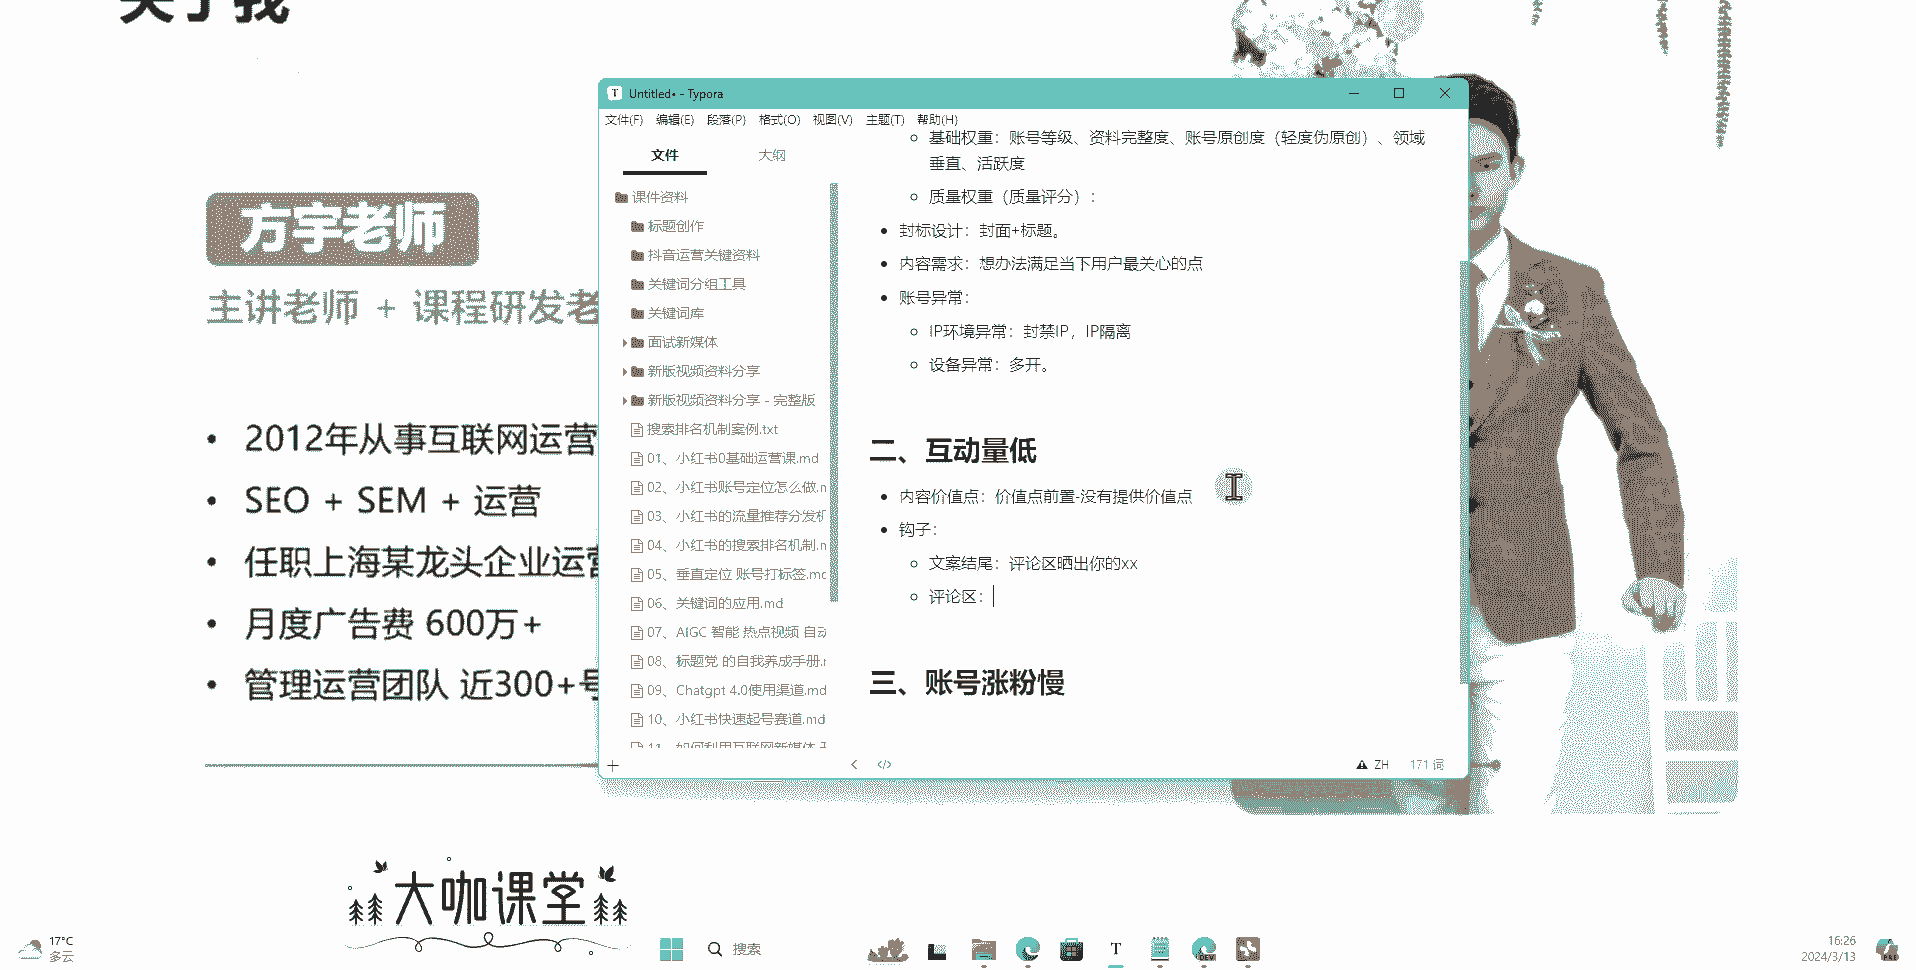 关于我
方宇老师
主讲老师 + 课程研发老
2012年从事互联网运营
SEO + SEM + 运营
任职上海某龙头企业运营
月度广告费 600万+
管理运营团队 近300+号
Untitled• - Typora
文件(F) 编辑(E) 段落(P) 格式(O) 视图(V) 主题(T) 帮助(H)
文件 大纲
课件资料
标题创作
抖音运营关键资料
关键词分组工具
关键词库
面试新媒体
新版视频资料分享
新版视频资料分享 - 完整版
搜索排名机制案例.txt
01、小红书0基础运营课.md
02、小红书账号定位怎么做.n
03、小红书的流量推荐分发机
04、小红书的搜索排名机制.n
05、垂直定位 账号打标签.mc
06、关键词的应用.md
07、AIGC 智能 热点视频 自动
08、标题党 的自我养成手册.r
09、Chatgpt 4.0使用渠道.md
10、小红书快速起号赛道.md
11、如何利用互联网新媒体
基础权重：账号等级、资料完整度、账号原创度（轻度伪原创）、领域
垂直、活跃度
质量权重（质量评分）：
封标设计：封面+标题。
内容需求：想办法满足当下用户最关心的点
账号异常：
IP环境异常：封禁IP，IP隔离
设备异常：多开。
二、互动量低
内容价值点：价值点前置-没有提供价值点
钩子：
文案结尾：评论区晒出你的xx
评论区：
三、账号涨粉慢
ZH 171 词
大咖课堂
17°C
多云
搜索
T
DEV
16:26
2024/3/13
PRE